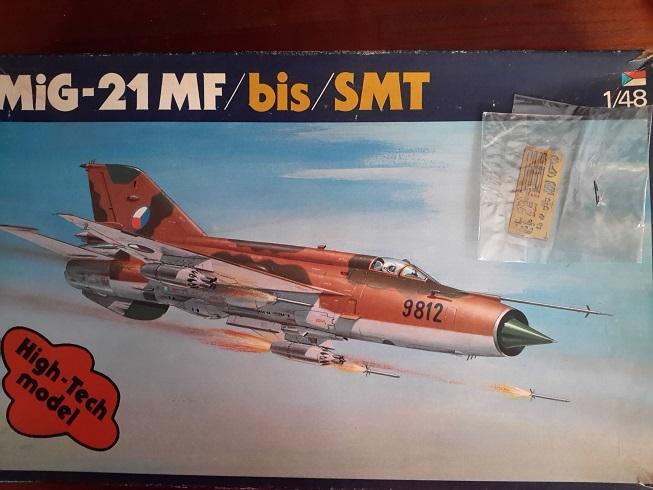 MiG-21 MF/bis/SMT
1/48
9812
High-Tech
model